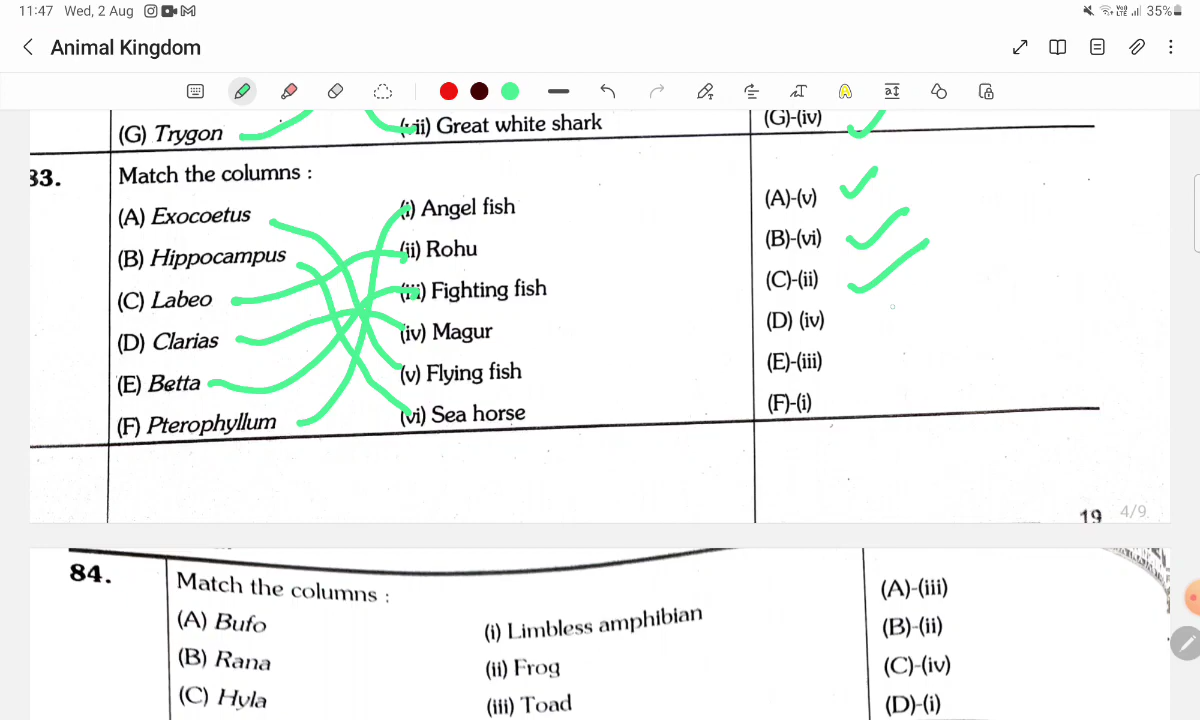 11:47 Wed, 2 Aug 35%
Animal Kingdom
(G) Trygon (vii) Great white shark (G)-(iv)
83. Match the columns :
(A) Exocoetus (i) Angel fish (A)-(v)
(B) Hippocampus (ii) Rohu (B)-(vi)
(C) Labeo (iii) Fighting fish (C)-(ii)
(D) Clarias (iv) Magur (D) (iv)
(E) Betta (v) Flying fish (E)-(iii)
(F) Pterophyllum (vi) Sea horse (F)-(i)
19 4/9
84. Match the columns : (A)-(iii)
(A) Bufo (i) Limbless amphibian (B)-(ii)
(B) Rana (ii) Frog (C)-(iv)
(C) Hyla (iii) Toad (D)-(i)